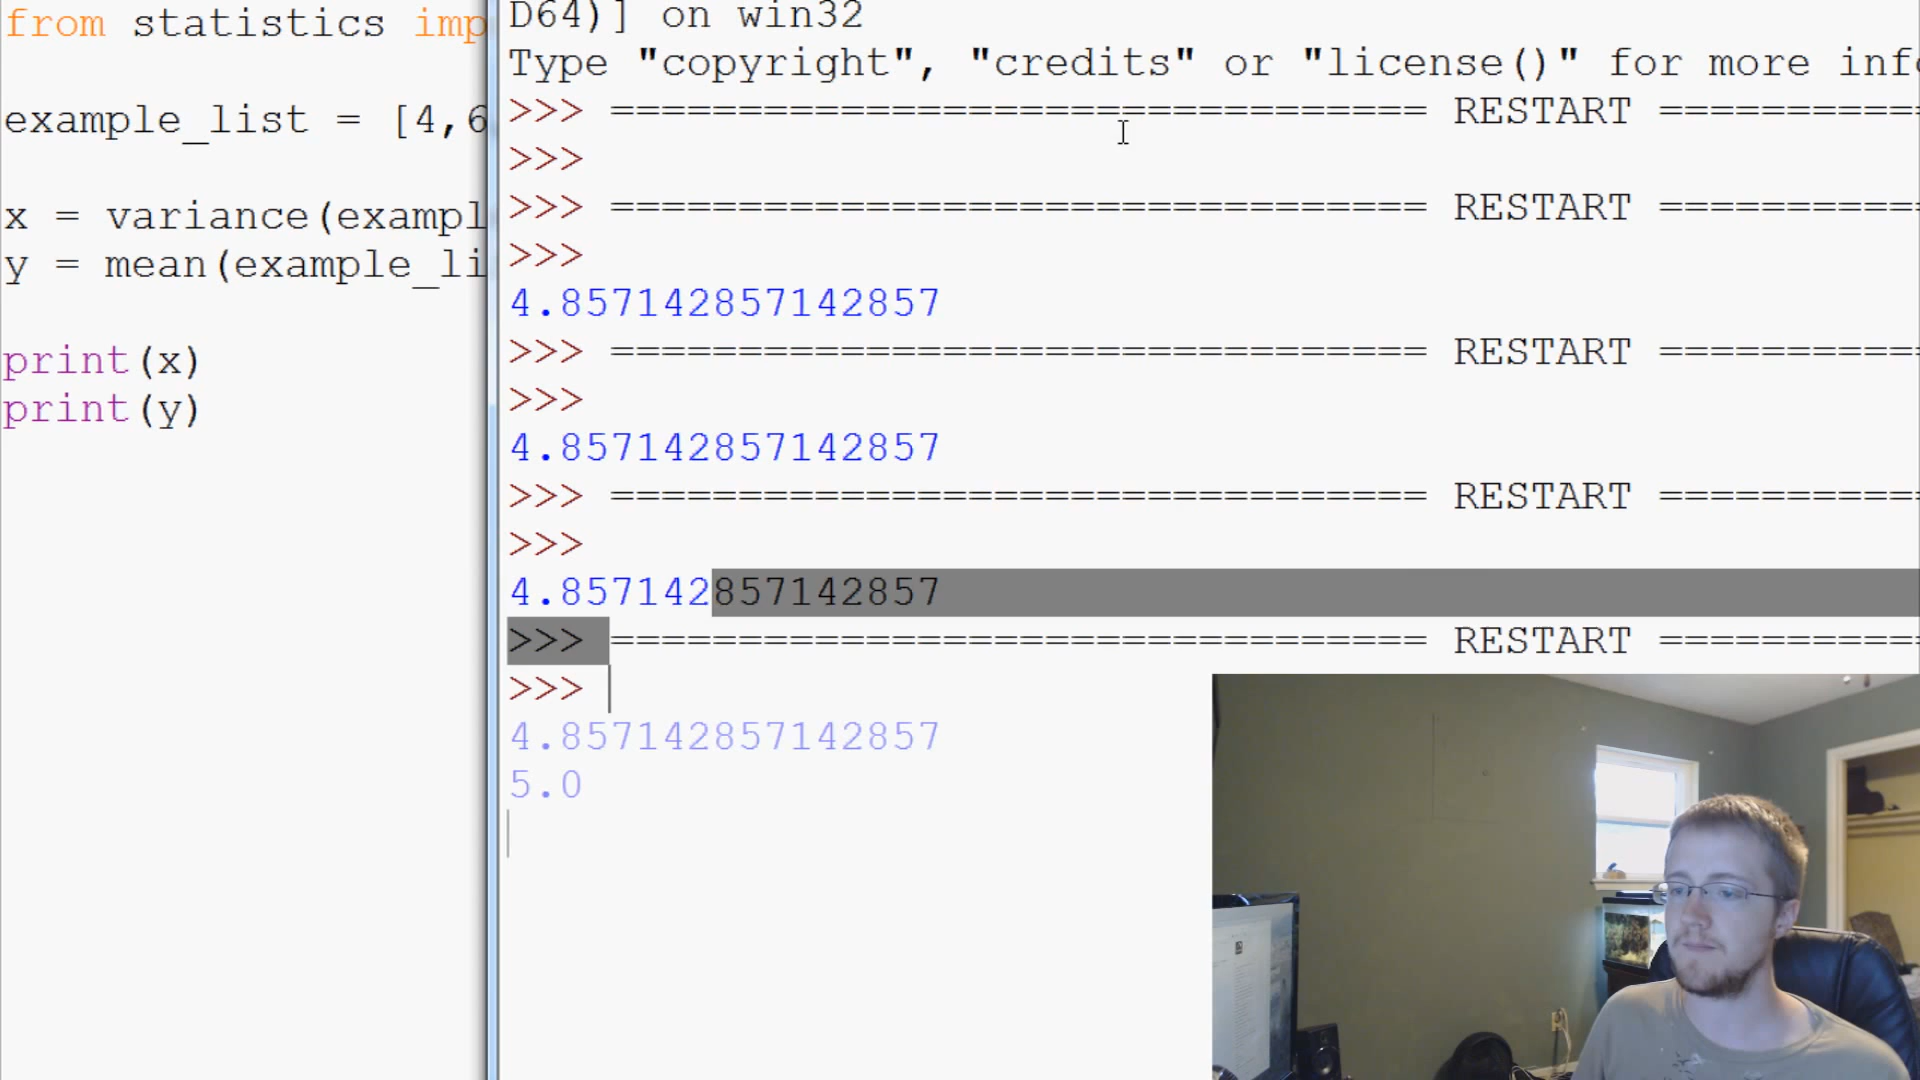 from statistics imp
example_list = [4,6
x = variance(exampl
y = mean(example_li
print(x)
print(y)
D64)] on win32
Type "copyright", "credits" or "license()" for more info
>>> ================================ RESTART ==========
>>>
>>> ================================ RESTART ==========
>>>
4.857142857142857
>>> ================================ RESTART ==========
>>>
4.857142857142857
>>> ================================ RESTART ==========
>>>
4.857142857142857
>>> ================================ RESTART ==========
>>>
4.857142857142857
5.0